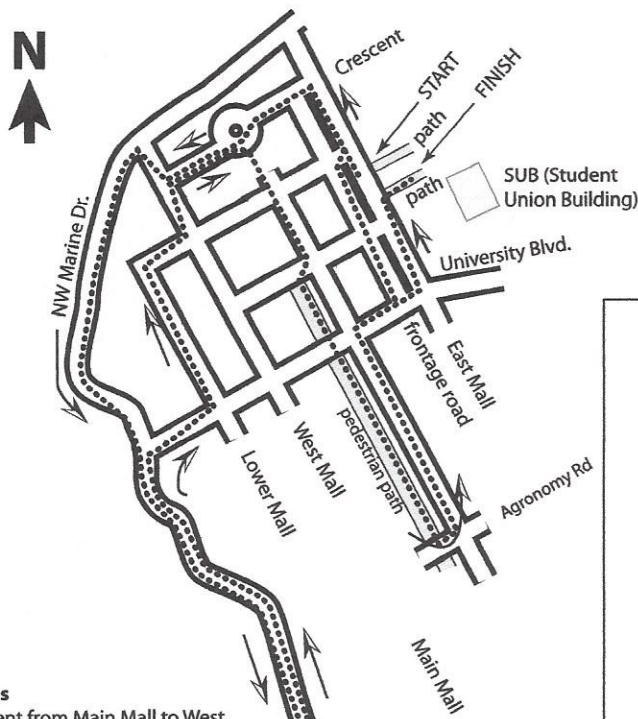 N
Crescent
START
FINISH
path
path
SUB (Student
Union Building)
NW Marine Dr.
University Blvd.
East Mall
frontage road
West Mall
Lower Mall
pedestrian path
Agronomy Rd
Main Mall
s
ent from Main Mall to West